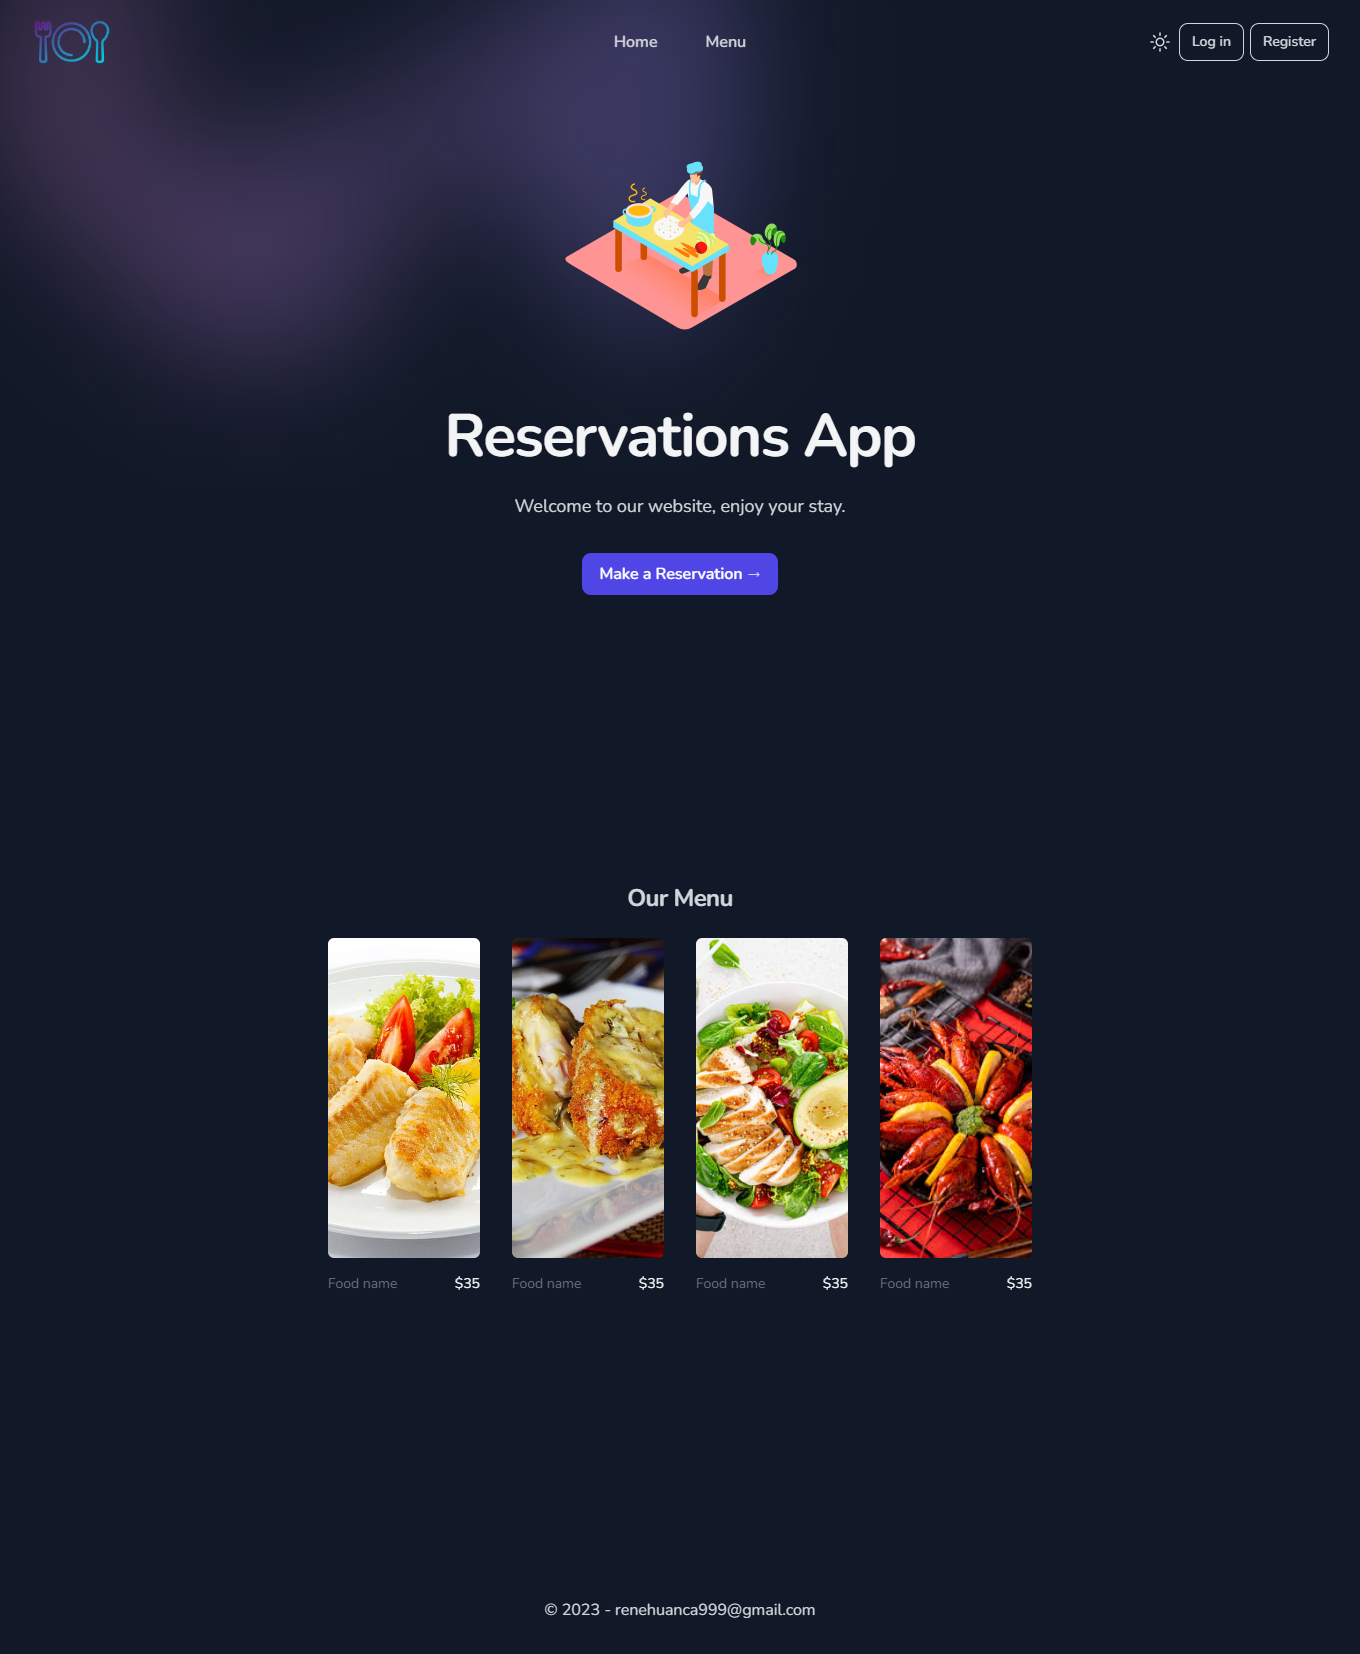 Home Menu Log in Register
Reservations App
Welcome to our website, enjoy your stay.
Make a Reservation →
Our Menu
Food name $35 Food name $35 Food name $35 Food name $35
© 2023 - renehuanca999@gmail.com